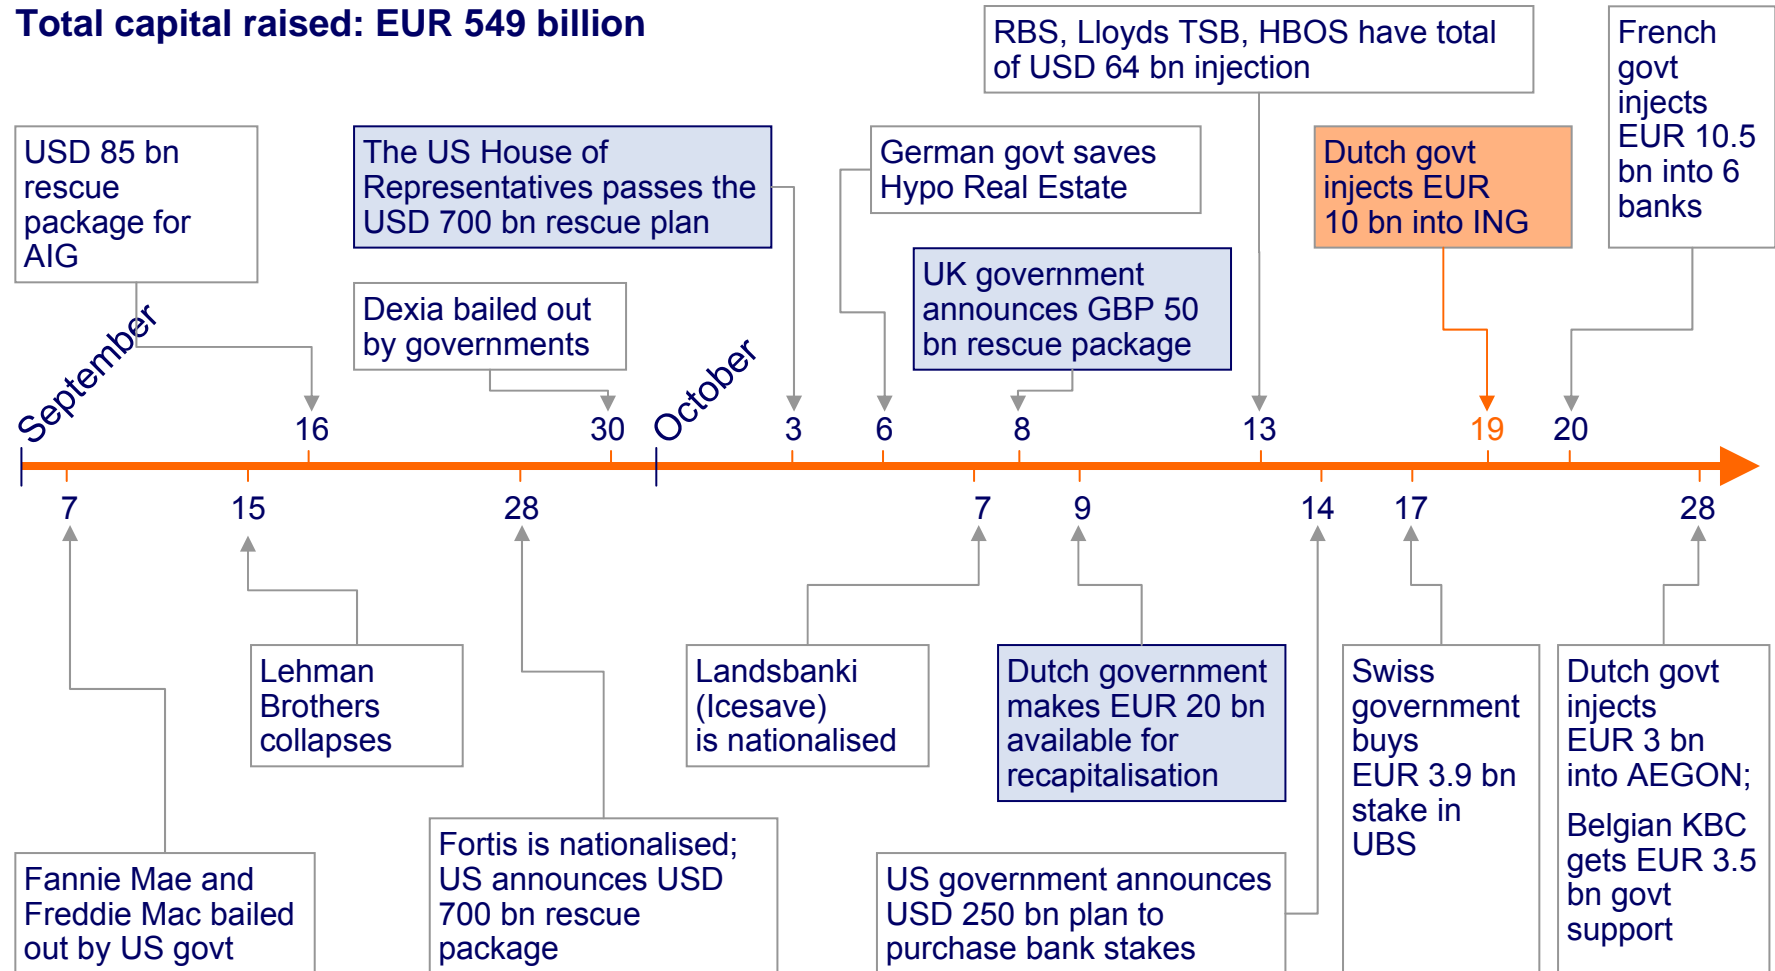 Total capital raised: EUR 549 billion
RBS, Lloyds TSB, HBOS have total
of USD 64 bn injection
French
govt
injects
EUR 10.5
bn into 6
banks
USD 85 bn
rescue
package for
AIG
The US House of
Representatives passes the
USD 700 bn rescue plan
German govt saves
Hypo Real Estate
Dutch govt
injects EUR
10 bn into ING
Dexia bailed out
by governments
UK government
announces GBP 50
bn rescue package
September
October
16
30
3
6
8
13
19
20
7
15
28
7
9
14
17
28
Lehman
Brothers
collapses
Landsbanki
(Icesave)
is nationalised
Dutch government
makes EUR 20 bn
available for
recapitalisation
Swiss
government
buys
EUR 3.9 bn
stake in
UBS
Dutch govt
injects
EUR 3 bn
into AEGON;
Belgian KBC
gets EUR 3.5
bn govt
support
Fannie Mae and
Freddie Mac bailed
out by US govt
Fortis is nationalised;
US announces USD
700 bn rescue
package
US government announces
USD 250 bn plan to
purchase bank stakes